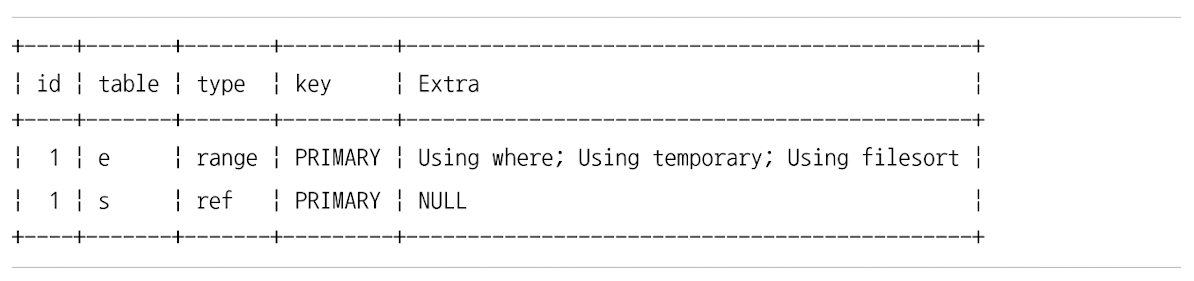 +----+-------+-------+---------+----------------------------------------------+
| id | table | type  | key     | Extra                                        |
+----+-------+-------+---------+----------------------------------------------+
|  1 | e     | range | PRIMARY | Using where; Using temporary; Using filesort |
|  1 | s     | ref   | PRIMARY | NULL                                         |
+----+-------+-------+---------+----------------------------------------------+